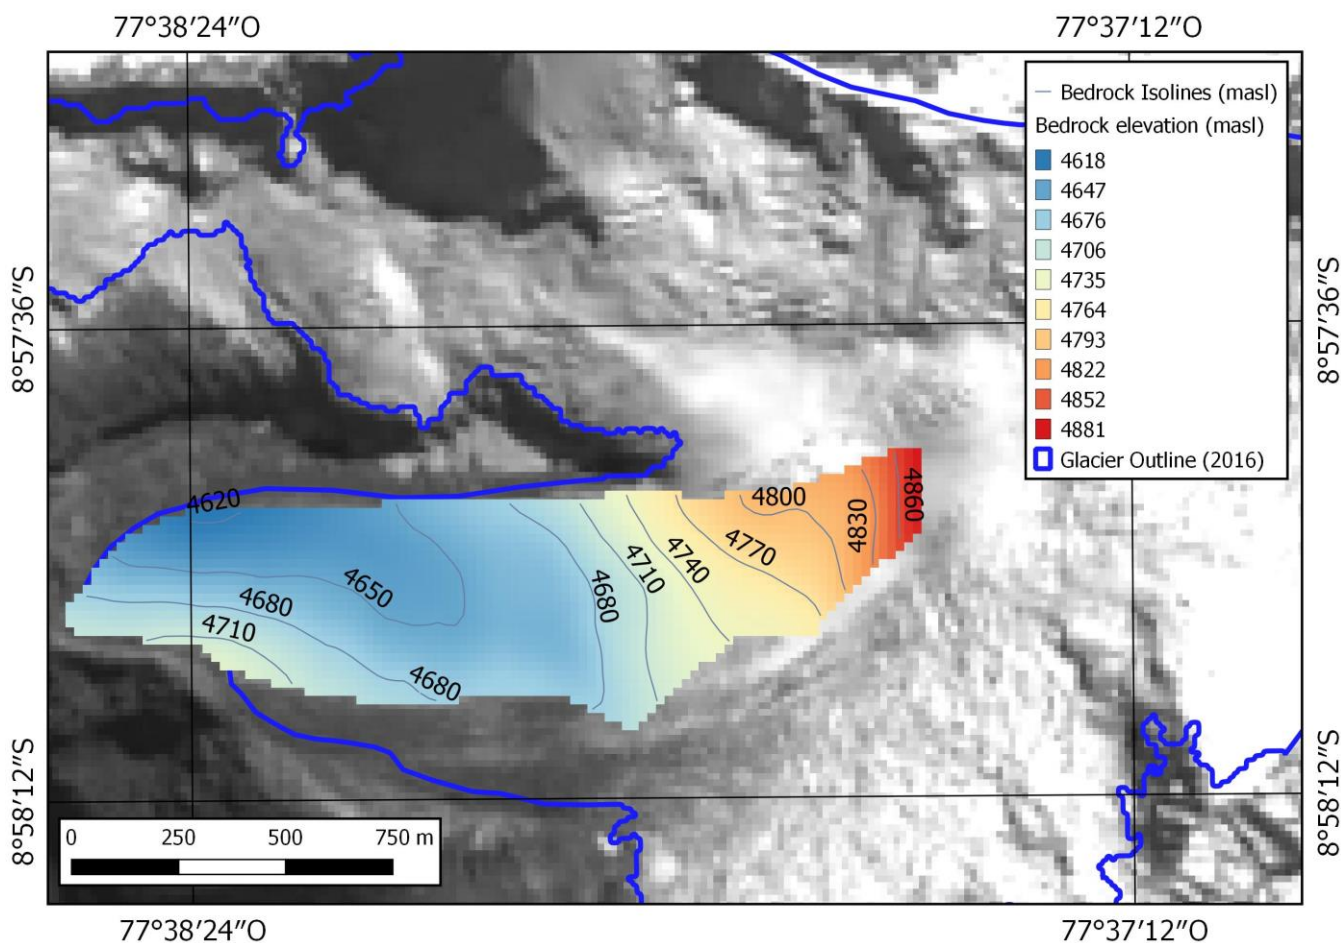 77°38′24″O 77°37′12″O
Bedrock Isolines (masl)
Bedrock elevation (masl)
4618
4647
4676
4706
4735
4764
4793
4822
4852
4881
Glacier Outline (2016)
8°57′36″S 8°57′36″S
4620
4800
4830
4860
4650
4680
4710
4680
4710
4740
4770
4680
8°58′12″S 8°58′12″S
0 250 500 750 m
77°38′24″O 77°37′12″O